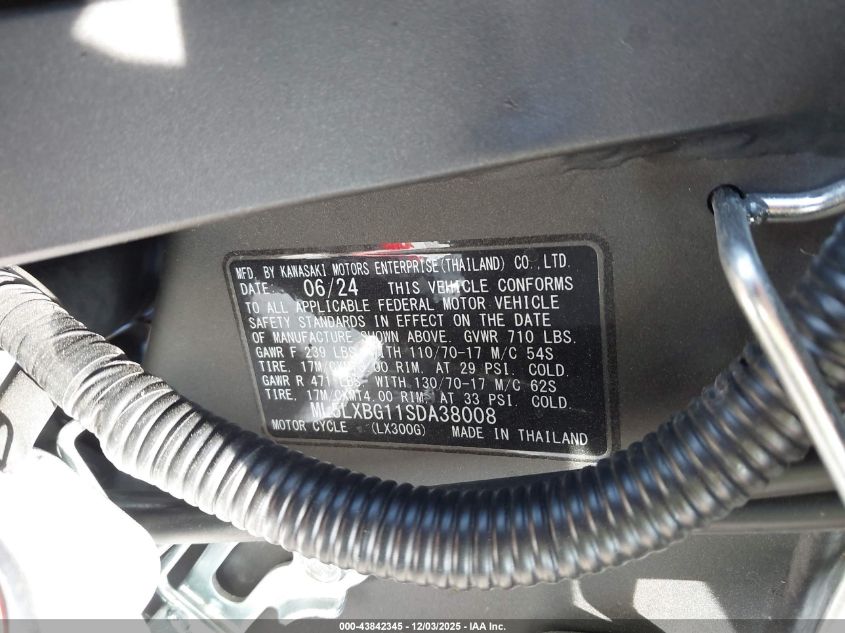 MFD. BY KAWASAKI MOTORS ENTERPRISE(THAILAND) CO.,LTD.
DATE: 06/24 THIS VEHICLE CONFORMS
TO ALL APPLICABLE FEDERAL MOTOR VEHICLE
SAFETY STANDARDS IN EFFECT ON THE DATE
OF MANUFACTURE SHOWN ABOVE. GVWR 710 LBS.
GAWR F 239 LBS. WITH 110/70-17 M/C 54S
TIRE, 17M/CXMT3.00 RIM. AT 29 PSI. COLD.
GAWR R 471 LBS. WITH 130/70-17 M/C 62S
TIRE, 17M/CXMT4.00 RIM. AT 33 PSI. COLD.
ML5LXBG11SDA38008
MOTOR CYCLE (LX300G) MADE IN THAILAND
000-43842345 - 12/03/2025 - IAA Inc.